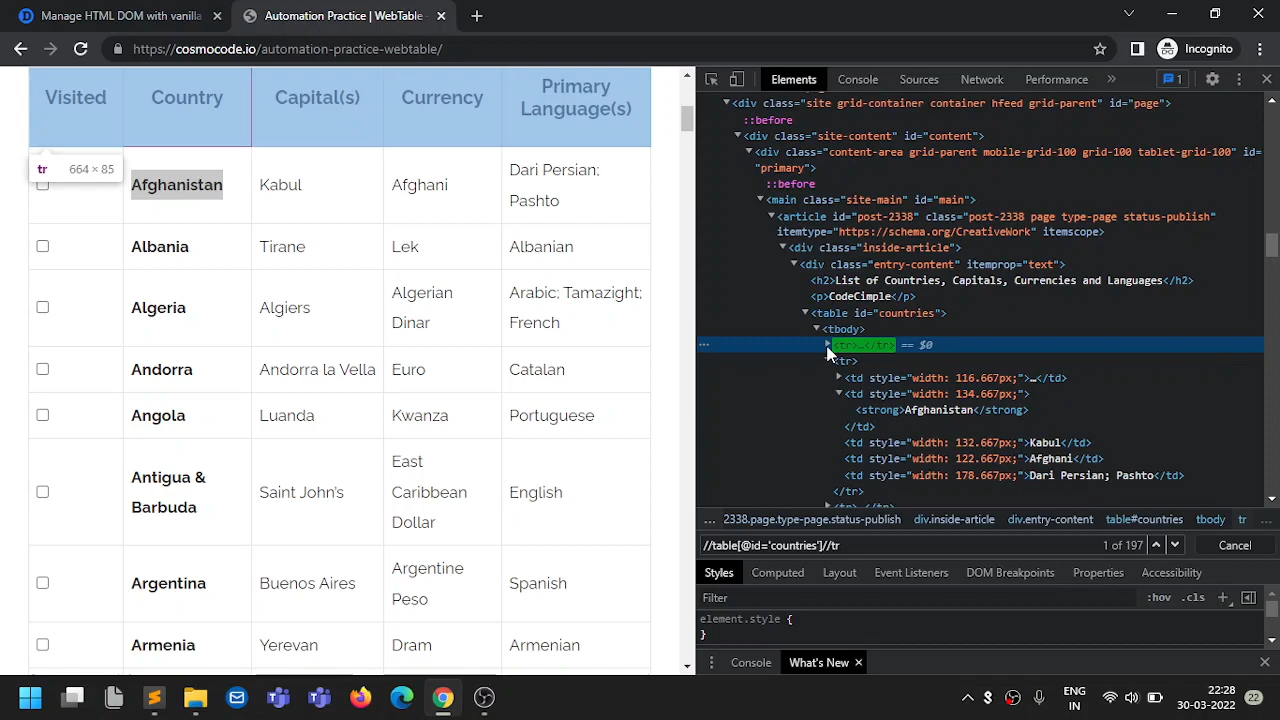 Manage HTML DOM with vanilla
Automation Practice | WebTable -
https://cosmocode.io/automation-practice-webtable/
Incognito
Visited Country Capital(s) Currency Primary
Language(s)
tr 664 × 85
Afghanistan Kabul Afghani Dari Persian;
Pashto
Albania Tirane Lek Albanian
Algeria Algiers Algerian
Dinar Arabic; Tamazight;
French
Andorra Andorra la Vella Euro Catalan
Angola Luanda Kwanza Portuguese
Antigua &
Barbuda Saint John's East
Caribbean
Dollar English
Argentina Buenos Aires Argentine
Peso Spanish
Armenia Yerevan Dram Armenian
Elements Console Sources Network Performance » 1
<div class="site grid-container container hfeed grid-parent" id="page">
::before
<div class="site-content" id="content">
<div class="content-area grid-parent mobile-grid-100 grid-100 tablet-grid-100" id=
"primary">
::before
<main class="site-main" id="main">
<article id="post-2338" class="post-2338 page type-page status-publish"
itemtype="https://schema.org/CreativeWork" itemscope>
<div class="inside-article">
<div class="entry-content" itemprop="text">
<h2>List of Countries, Capitals, Currencies and Languages</h2>
<p>CodeCimple</p>
<table id="countries">
<tbody>
<tr>…</tr> == $0
<tr>
<td style="width: 116.667px;">…</td>
<td style="width: 134.667px;">
<strong>Afghanistan</strong>
</td>
<td style="width: 132.667px;">Kabul</td>
<td style="width: 122.667px;">Afghani</td>
<td style="width: 178.667px;">Dari Persian; Pashto</td>
</tr>
<tr>…</tr>
… 2338.page.type-page.status-publish div.inside-article div.entry-content table#countries tbody tr
//table[@id='countries']//tr 1 of 197 Cancel
Styles Computed Layout Event Listeners DOM Breakpoints Properties Accessibility
Filter :hov .cls
element.style {
}
Console What's New
ENG
IN
22:28
30-03-2022
22